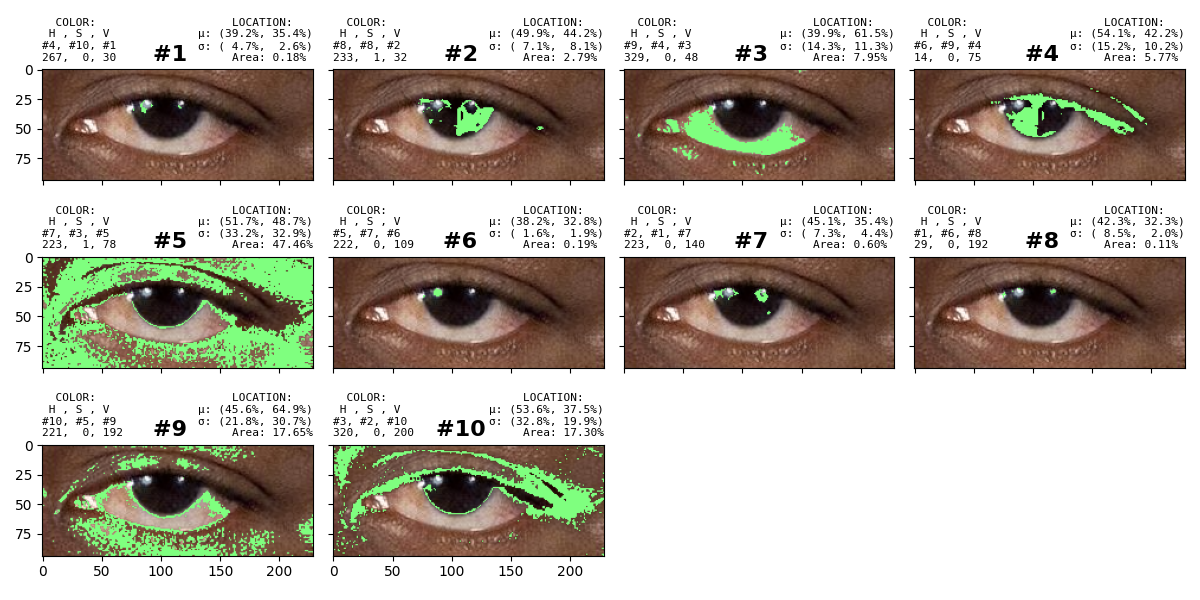 COLOR: LOCATION: COLOR: LOCATION: COLOR: LOCATION: COLOR: LOCATION:
H , S , V μ: (39.2%, 35.4%) H , S , V μ: (49.9%, 44.2%) H , S , V μ: (39.9%, 61.5%) H , S , V μ: (54.1%, 42.2%)
#4, #10, #1 #1 σ: ( 4.7%, 2.6%) #8, #8, #2 #2 σ: ( 7.1%, 8.1%) #9, #4, #3 #3 σ: (14.3%, 11.3%) #6, #9, #4 #4 σ: (15.2%, 10.2%)
267, 0, 30 Area: 0.18% 233, 1, 32 Area: 2.79% 329, 0, 48 Area: 7.95% 14, 0, 75 Area: 5.77%
0
25
50
75
COLOR: LOCATION: COLOR: LOCATION: COLOR: LOCATION: COLOR: LOCATION:
H , S , V μ: (51.7%, 48.7%) H , S , V μ: (38.2%, 32.8%) H , S , V μ: (45.1%, 35.4%) H , S , V μ: (42.3%, 32.3%)
#7, #3, #5 #5 σ: (33.2%, 32.9%) #5, #7, #6 #6 σ: ( 1.6%, 1.9%) #2, #1, #7 #7 σ: ( 7.3%, 4.4%) #1, #6, #8 #8 σ: ( 8.5%, 2.0%)
223, 1, 78 Area: 47.46% 222, 0, 109 Area: 0.19% 223, 0, 140 Area: 0.60% 29, 0, 192 Area: 0.11%
0
25
50
75
COLOR: LOCATION: COLOR: LOCATION:
H , S , V μ: (45.6%, 64.9%) H , S , V μ: (53.6%, 37.5%)
#10, #5, #9 #9 σ: (21.8%, 30.7%) #3, #2, #10 #10 σ: (32.8%, 19.9%)
221, 0, 192 Area: 17.65% 320, 0, 200 Area: 17.30%
0
25
50
75
0 50 100 150 200 0 50 100 150 200